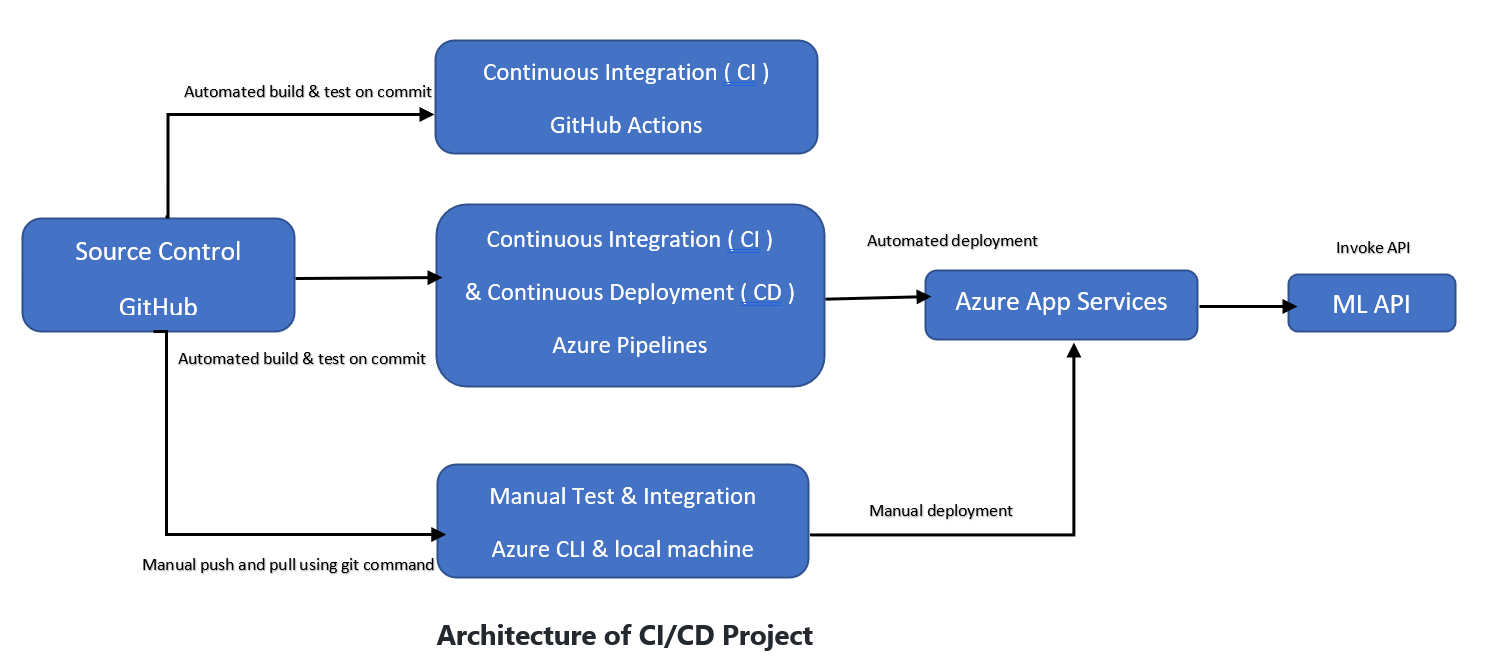 Continuous Integration ( CI )
GitHub Actions
Automated build & test on commit
Source Control
GitHub
Continuous Integration ( CI )
& Continuous Deployment ( CD )
Azure Pipelines
Automated build & test on commit
Automated deployment
Azure App Services
Invoke API
ML API
Manual Test & Integration
Azure CLI & local machine
Manual push and pull using git command
Manual deployment
Architecture of CI/CD Project